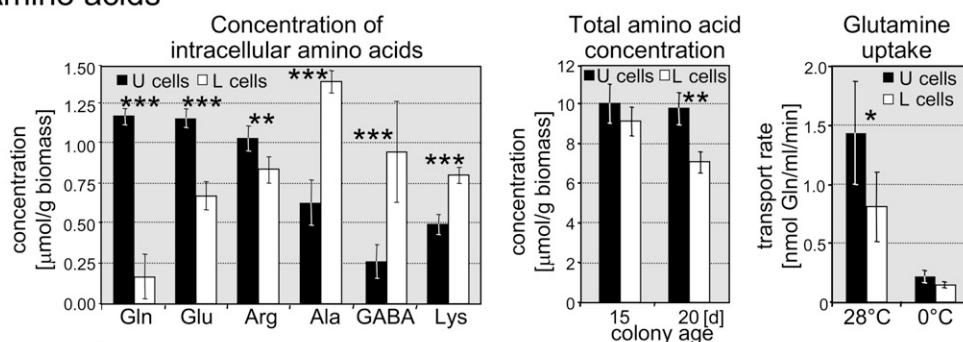 Amino acids
Concentration of
intracellular amino acids
concentration
[µmol/g biomass]
1.50
1.25
1.00
0.75
0.50
0.25
0.00
U cells L cells
*** *** ** *** *** ***
Gln Glu Arg Ala GABA Lys
Total amino acid
concentration
concentration
[µmol/g biomass]
12
10
8
6
4
2
0
U cells L cells
**
15 20 [d]
colony age
Glutamine
uptake
transport rate
[nmol Gln/ml/min]
2.0
1.5
1.0
0.5
0
U cells
L cells
*
28°C 0°C